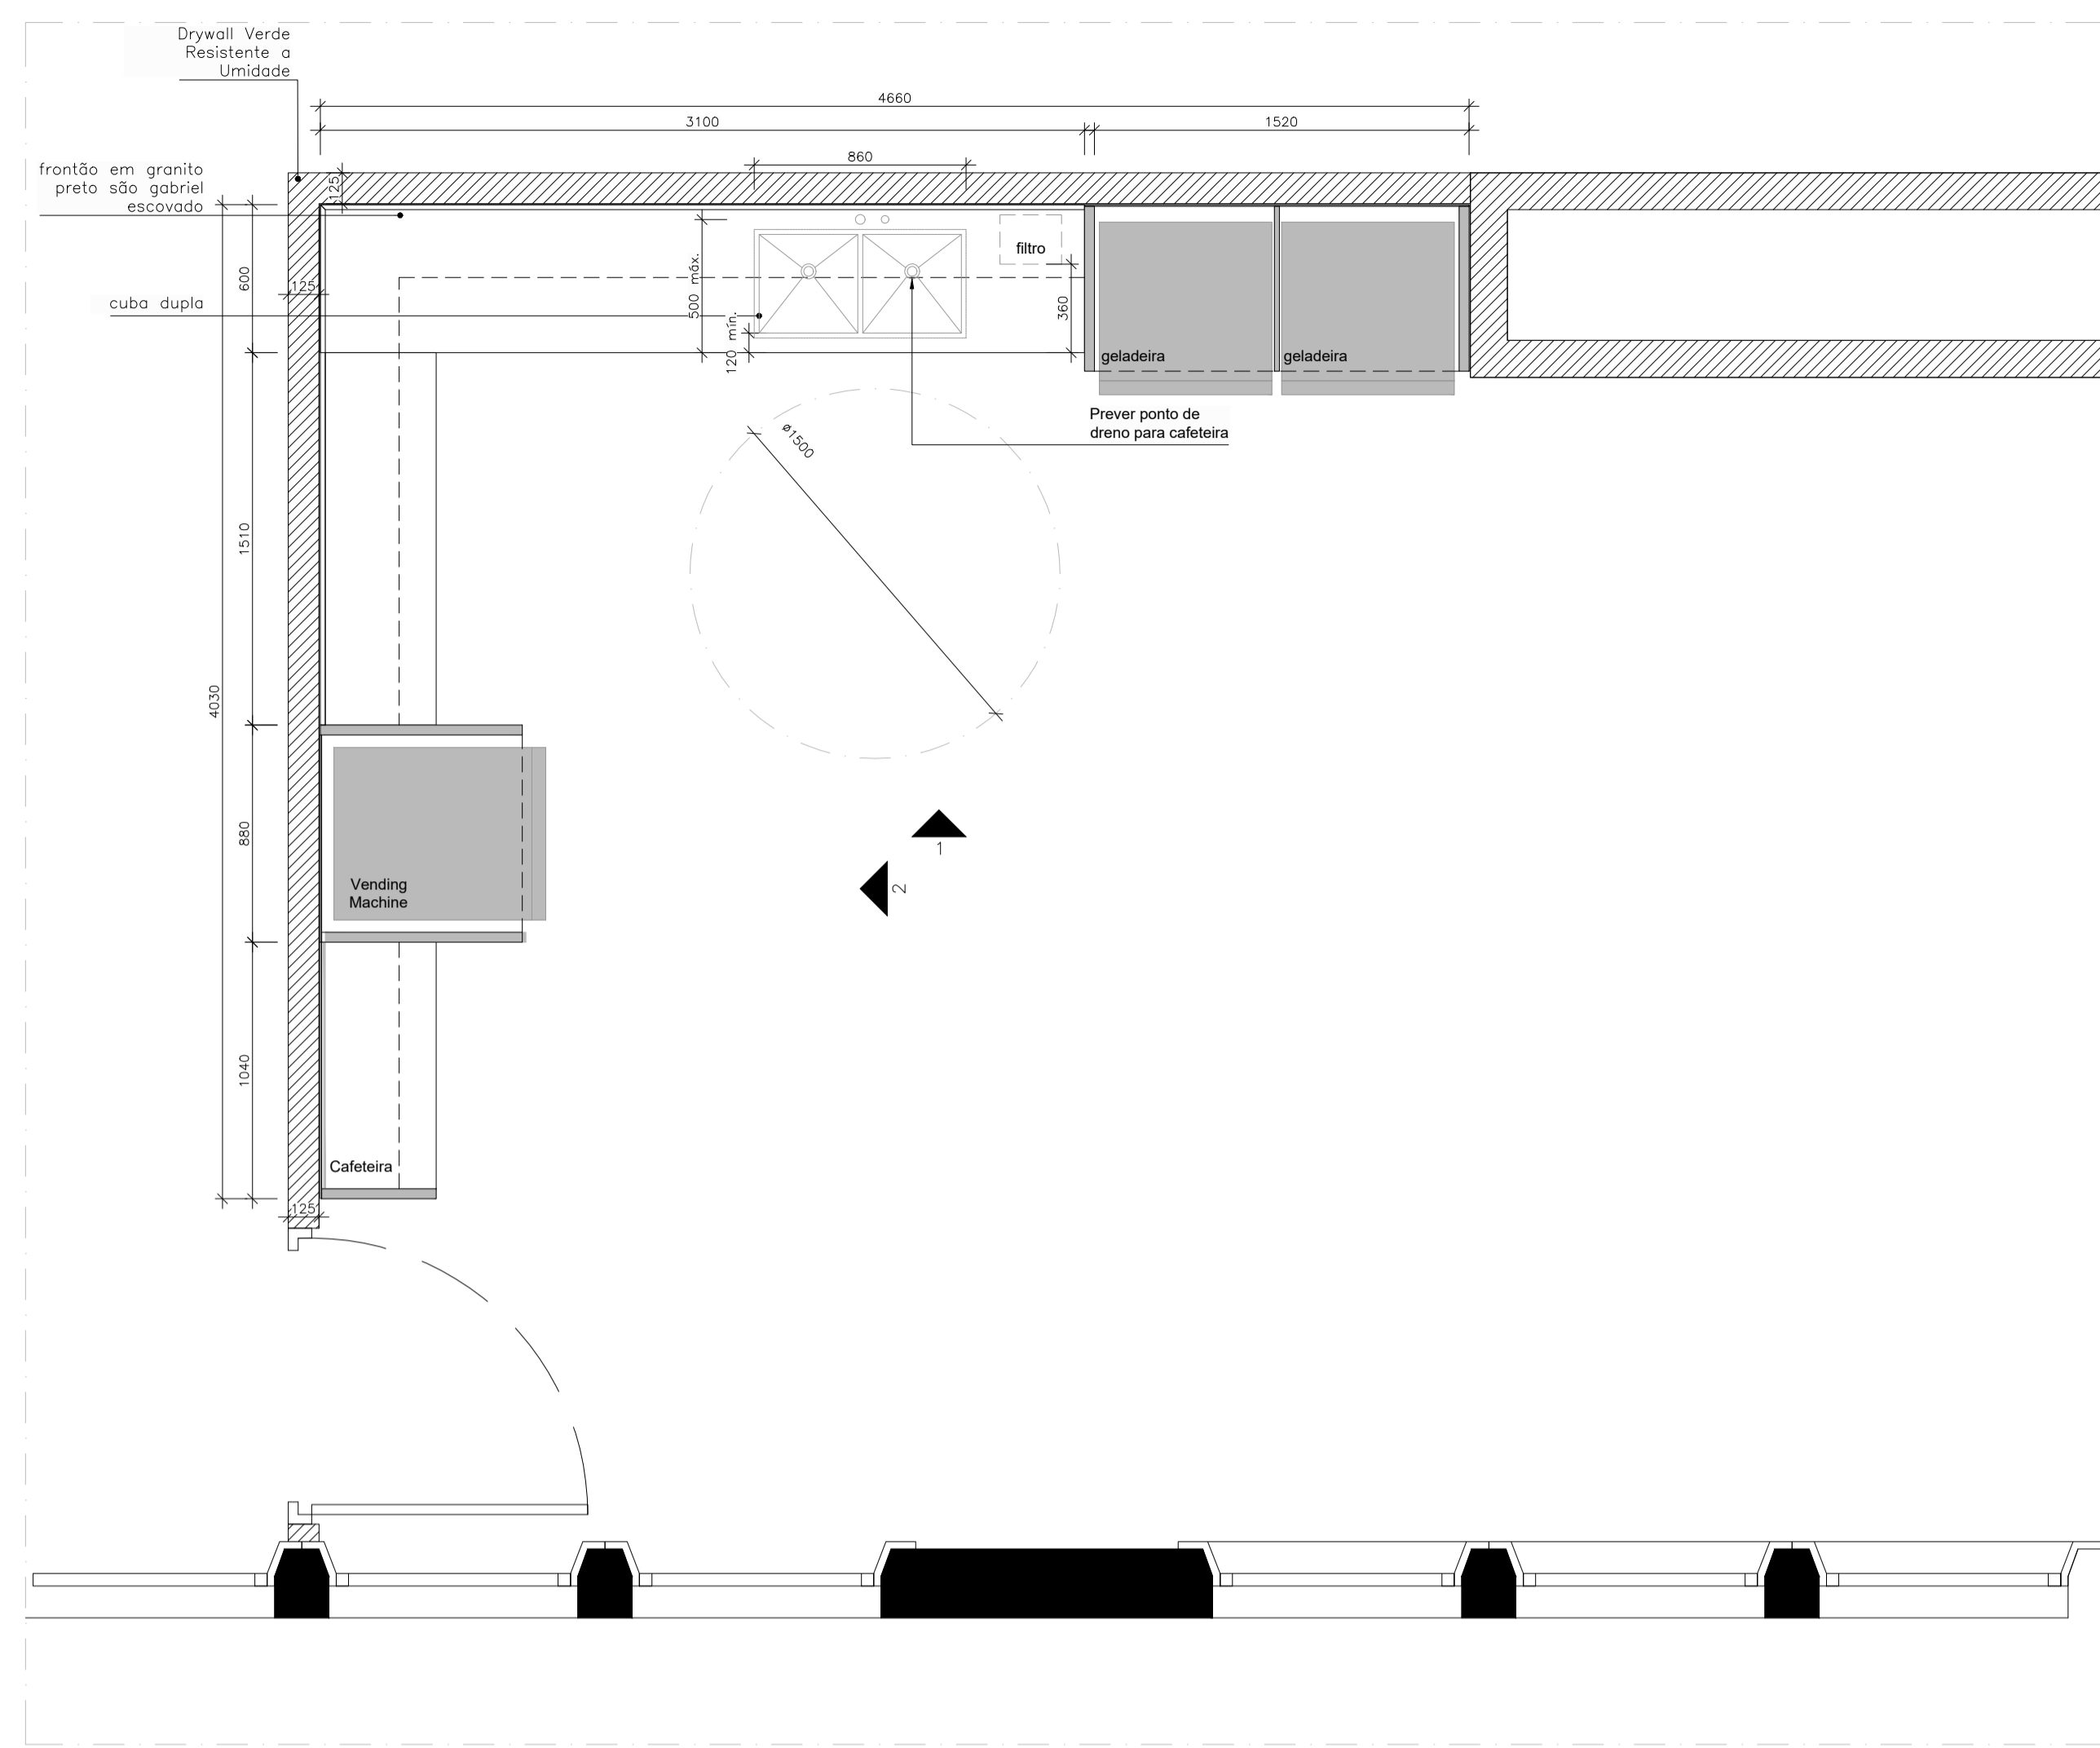 Drywall Verde
Resistente a
Umidade
4660
3100
1520
860
frontão em granito
preto são gabriel
escovado
125
600
125
cuba dupla
500 máx.
120 mín.
filtro
360
geladeira
geladeira
Prever ponto de
dreno para cafeteira
ø1500
1510
4030
880
1
2
Vending
Machine
1040
Cafeteira
125